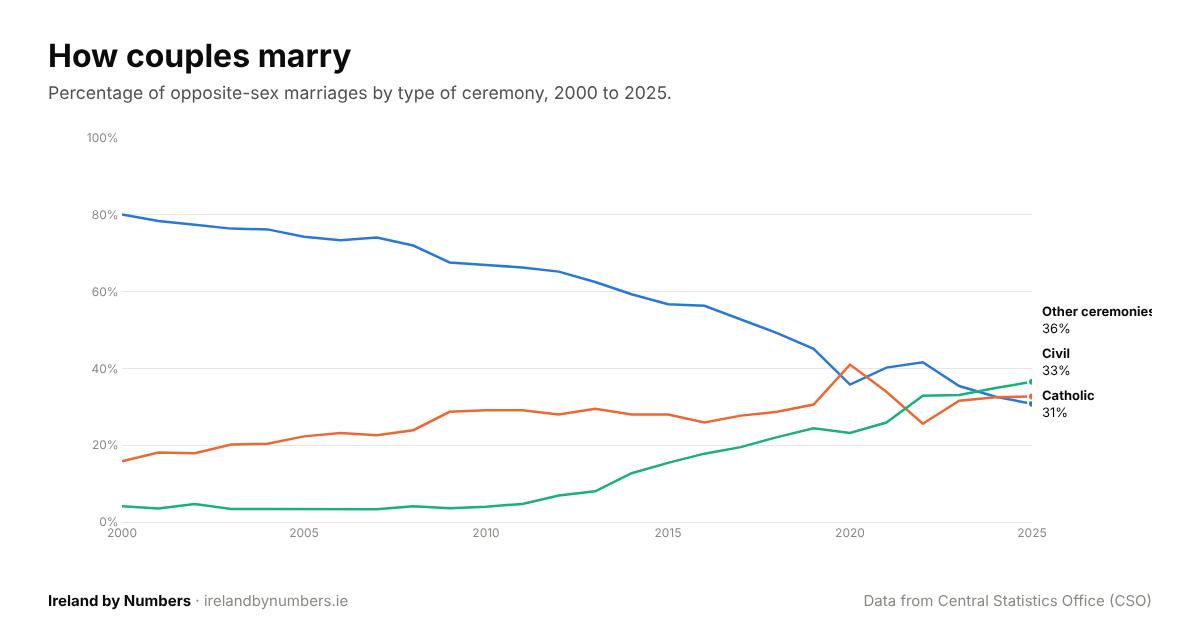 How couples marry
Percentage of opposite-sex marriages by type of ceremony, 2000 to 2025.
100%
80%
60%
40%
20%
0%
2000 2005 2010 2015 2020 2025
Other ceremonies
36%
Civil
33%
Catholic
31%
Ireland by Numbers · irelandbynumbers.ie
Data from Central Statistics Office (CSO)